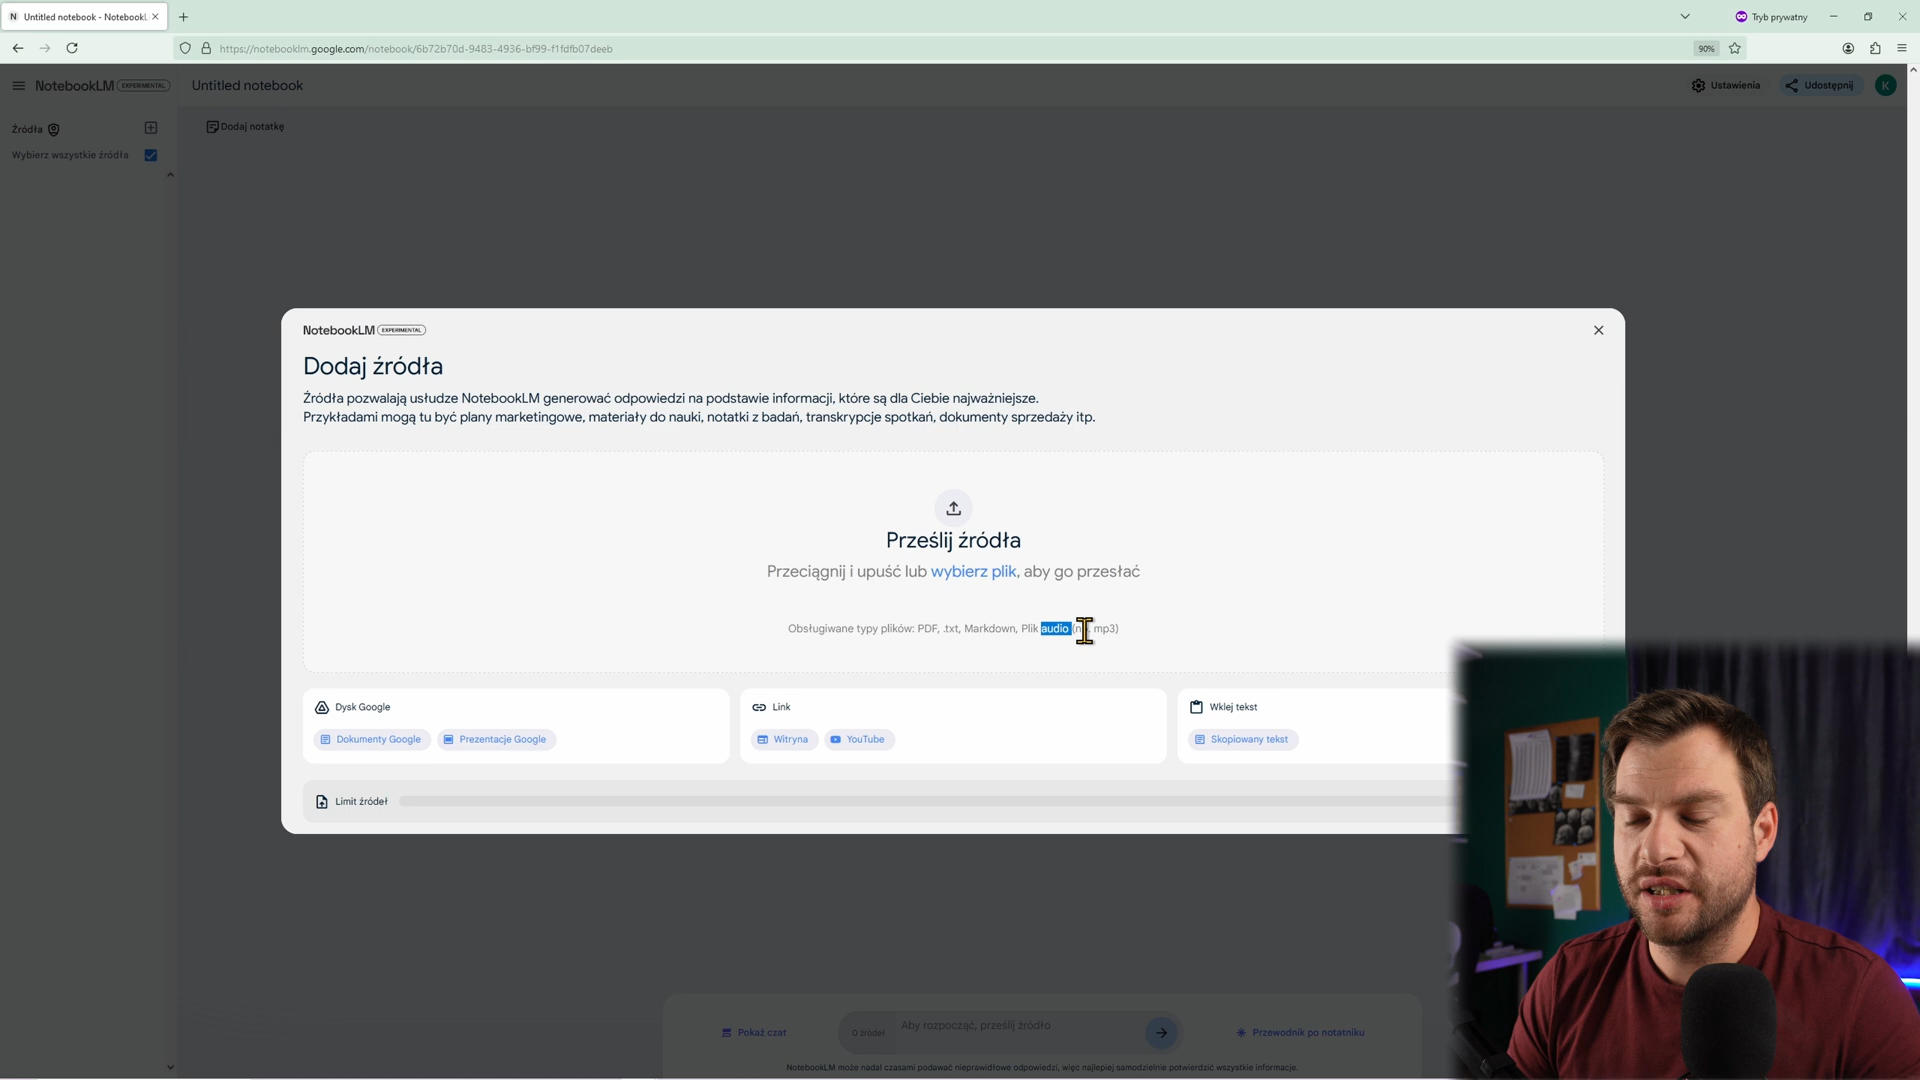 N Untitled notebook - NotebookL
Tryb prywatny
https://notebooklm.google.com/notebook/6b72b70d-9483-4936-bf99-f1fdfb07deeb
90%
NotebookLM EXPERIMENTAL
Untitled notebook
Ustawienia
Udostępnij
K
Źródła
Dodaj notatkę
Wybierz wszystkie źródła
NotebookLM EXPERIMENTAL
Dodaj źródła
Źródła pozwalają usłudze NotebookLM generować odpowiedzi na podstawie informacji, które są dla Ciebie najważniejsze.
Przykładami mogą tu być plany marketingowe, materiały do nauki, notatki z badań, transkrypcje spotkań, dokumenty sprzedaży itp.
Prześlij źródła
Przeciągnij i upuść lub wybierz plik, aby go przesłać
Obsługiwane typy plików: PDF, .txt, Markdown, Plik audio mp3)
Dysk Google
Dokumenty Google
Prezentacje Google
Link
Witryna
YouTube
Wklej tekst
Skopiowany tekst
Limit źródeł
Pokaż czat
0 źródeł
Aby rozpocząć, prześlij źródło
Przewodnik po notatniku
NotebookLM może nadal czasami podawać nieprawidłowe odpowiedzi, więc najlepiej samodzielnie potwierdzić wszystkie informacje.